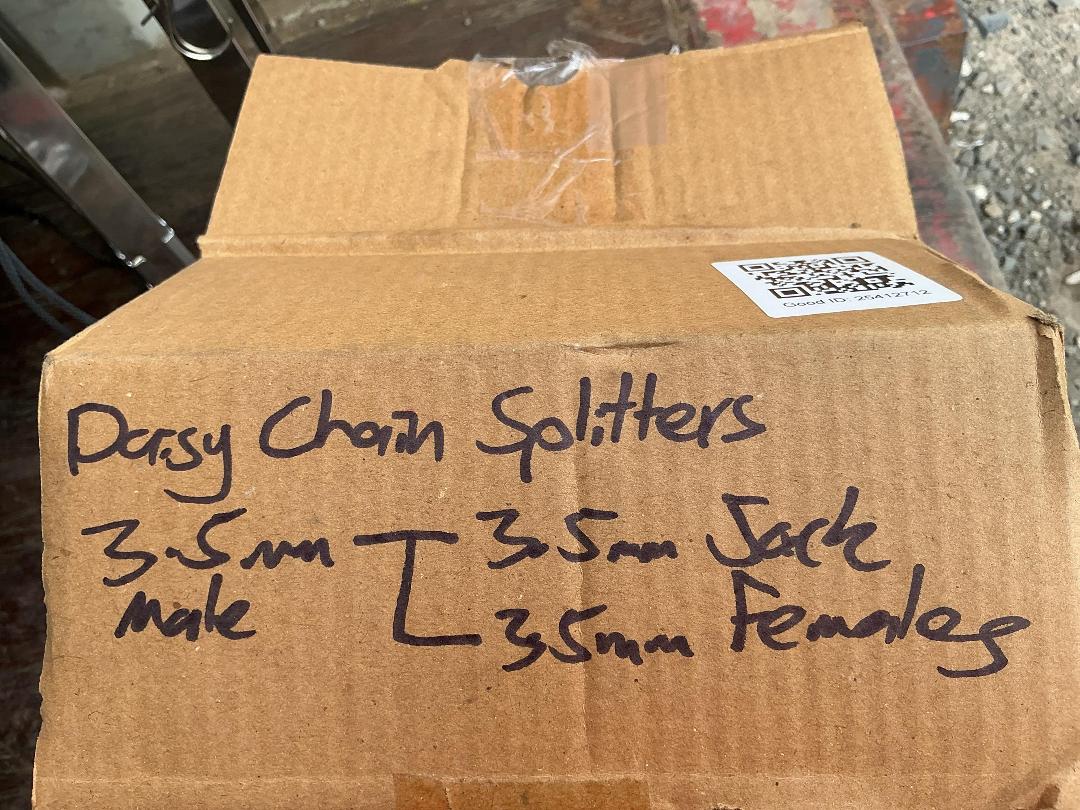 Good ID: 25412712
Daisy Chain Splitters
3.5mm 3.5mm Jack
male 3.5mm Females